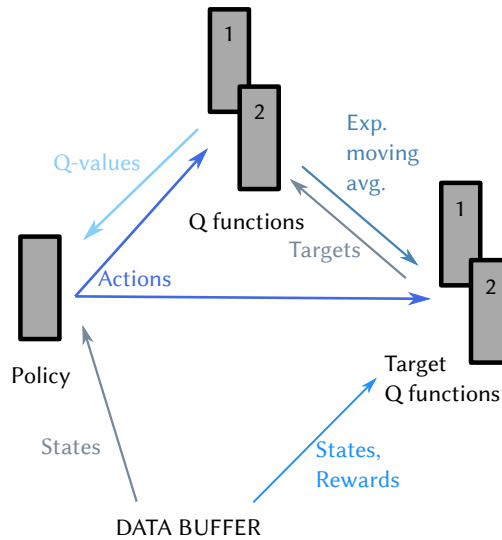 1
2
Exp.
moving
avg.
Q-values
1
Q functions
Targets
Actions
2
Policy
Target
Q functions
States
States,
Rewards
DATA BUFFER